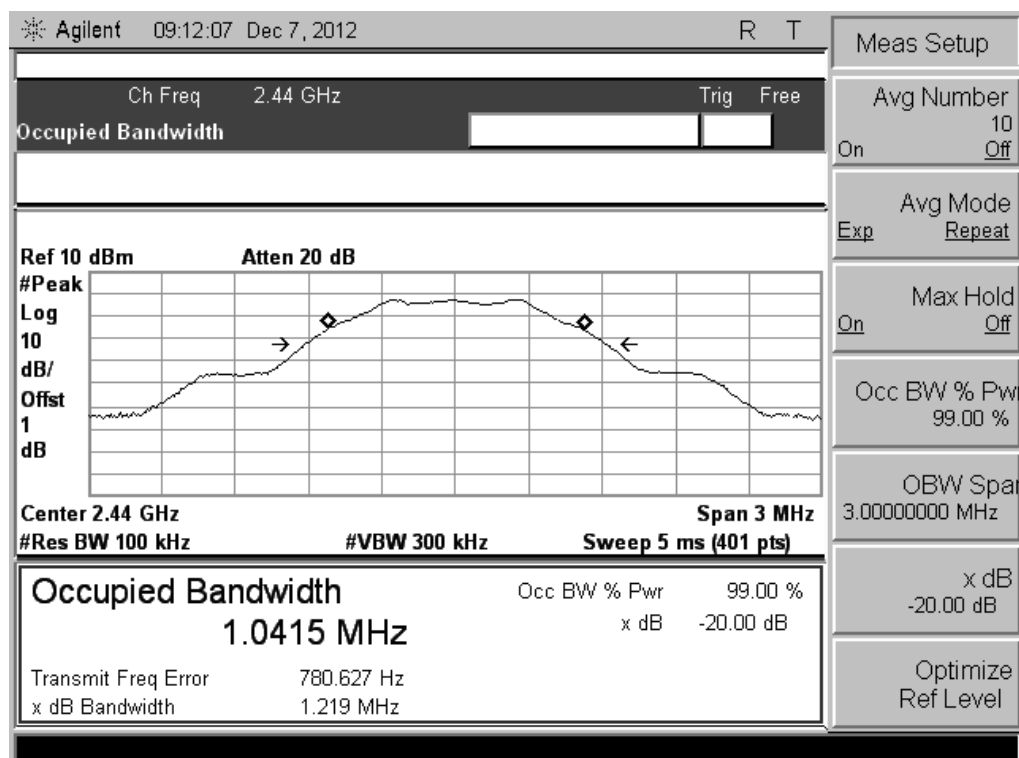 Agilent 09:12:07 Dec 7, 2012 R T
Ch Freq 2.44 GHz Trig Free
Occupied Bandwidth
Ref 10 dBm Atten 20 dB
#Peak
Log
10
dB/
Offst
1
dB
Center 2.44 GHz Span 3 MHz
#Res BW 100 kHz #VBW 300 kHz Sweep 5 ms (401 pts)
Occupied Bandwidth Occ BW % Pwr 99.00 %
1.0415 MHz x dB -20.00 dB
Transmit Freq Error 780.627 Hz
x dB Bandwidth 1.219 MHz
Meas Setup
Avg Number
10
On Off
Avg Mode
Exp Repeat
Max Hold
On Off
Occ BW % Pwr
99.00 %
OBW Spa
3.00000000 MHz
x dB
-20.00 dB
Optimize
Ref Level